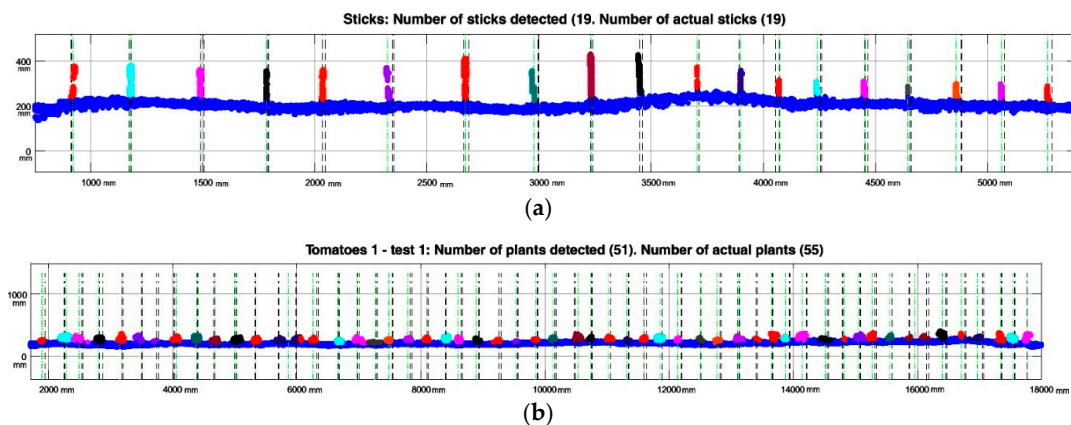 Sticks: Number of sticks detected (19. Number of actual sticks (19)
400
mm
200
mm
0
mm
1000 mm 1500 mm 2000 mm 2500 mm 3000 mm 3500 mm 4000 mm 4500 mm 5000 mm
(a)
Tomatoes 1 - test 1: Number of plants detected (51). Number of actual plants (55)
1000
mm
0
mm
2000 mm 4000 mm 6000 mm 8000 mm 10000 mm 12000 mm 14000 mm 16000 mm 18000 mm
(b)